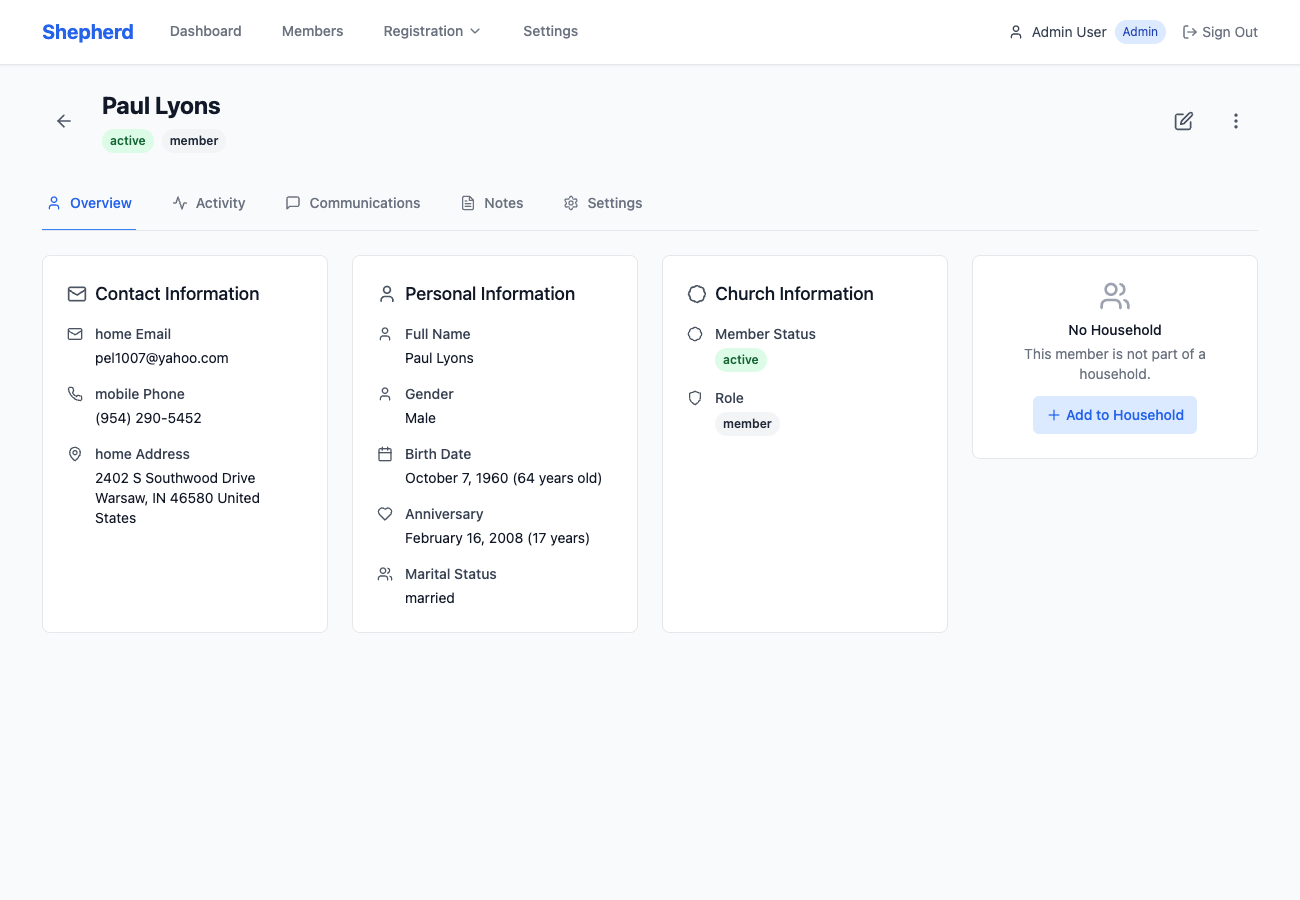 Shepherd
Dashboard
Members
Registration
Settings
Admin User
Admin
Sign Out
Paul Lyons
active
member
Overview
Activity
Communications
Notes
Settings
Contact Information
home Email
pel1007@yahoo.com
mobile Phone
(954) 290-5452
home Address
2402 S Southwood Drive
Warsaw, IN 46580 United
States
Personal Information
Full Name
Paul Lyons
Gender
Male
Birth Date
October 7, 1960 (64 years old)
Anniversary
February 16, 2008 (17 years)
Marital Status
married
Church Information
Member Status
active
Role
member
No Household
This member is not part of a
household.
Add to Household